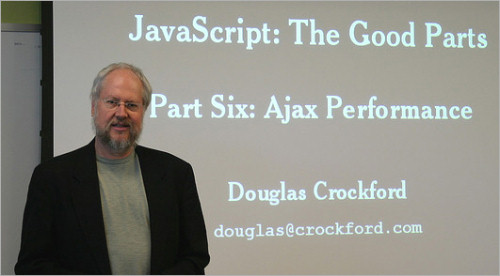 JavaScript: The Good Parts
Part Six: Ajax Performance
Douglas Crockford
douglas@crockford.com